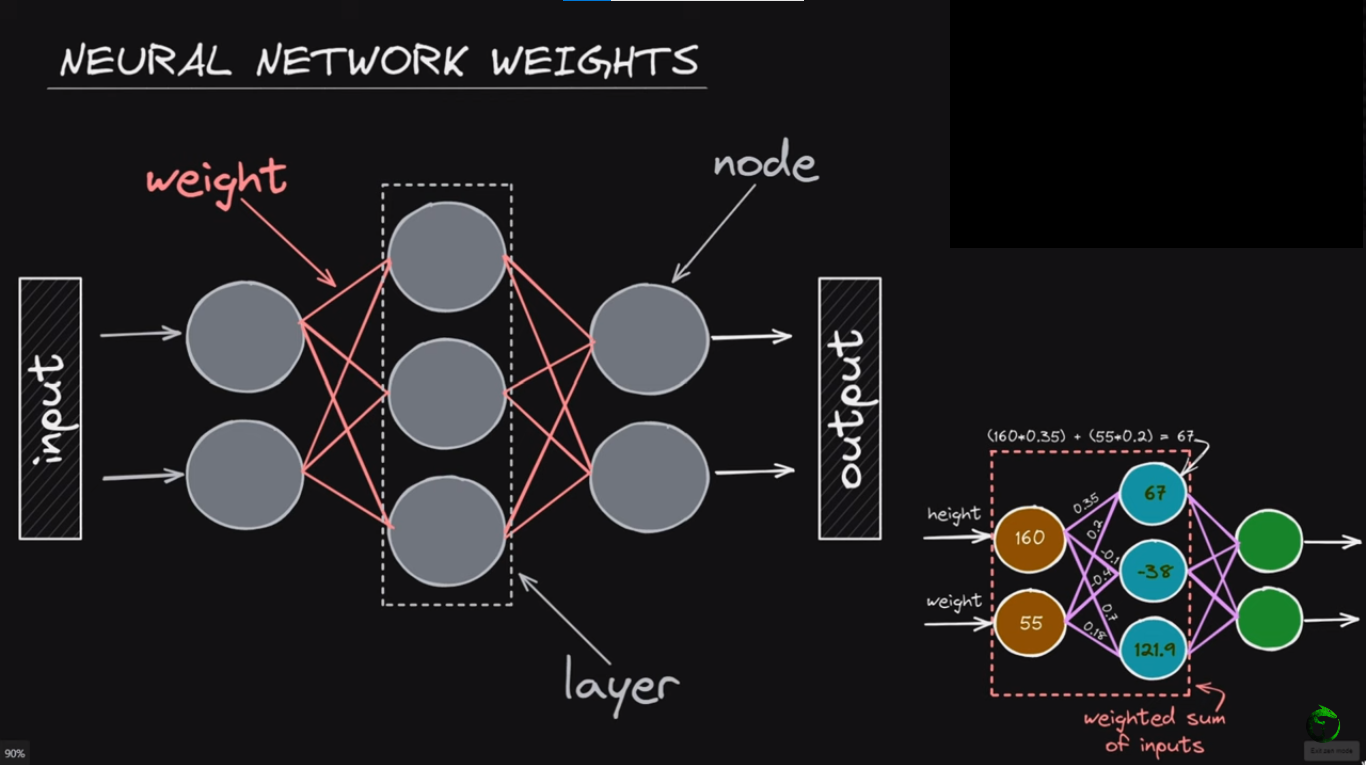 NEURAL NETWORK WEIGHTS
weight
node
input
output
layer
(160*0.35) + (55*0.2) = 67
height
weight
160
55
0.35
0.2
-0.1
-0.4
0.7
0.18
67
-38
121.9
weighted sum
of inputs
90%
Exit zen mode